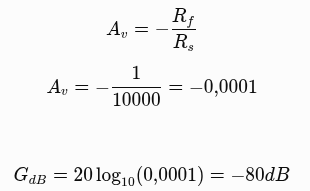 A_v = -\frac{R_f}{R_s}
A_v = -\frac{1}{10000} = -0,0001
G_{dB} = 20 \log_{10}(0,0001) = -80dB